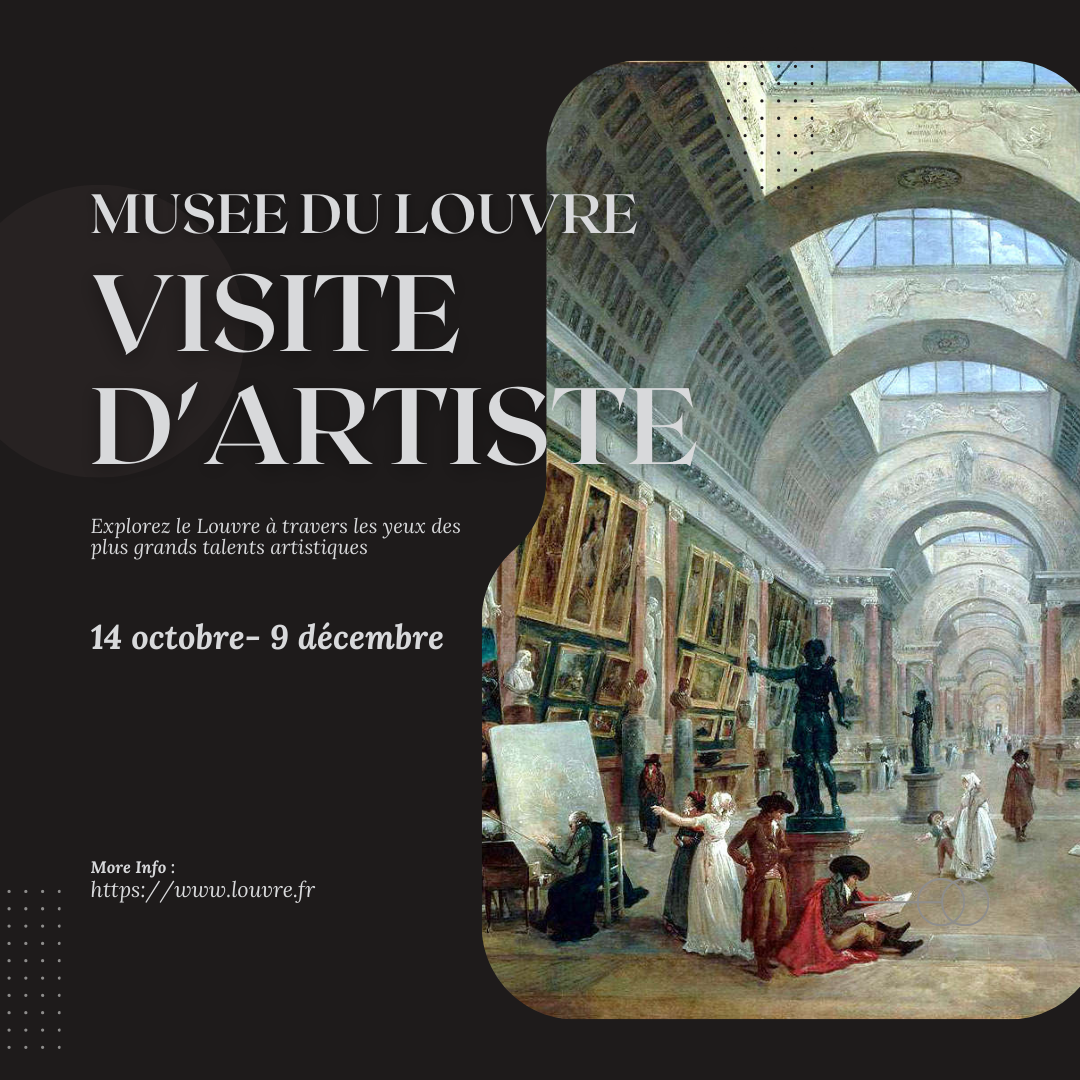 MUSEE DU LOUVRE
VISITE
D'ARTISTE
Explorez le Louvre à travers les yeux des
plus grands talents artistiques
14 octobre- 9 décembre
More Info :
https://www.louvre.fr